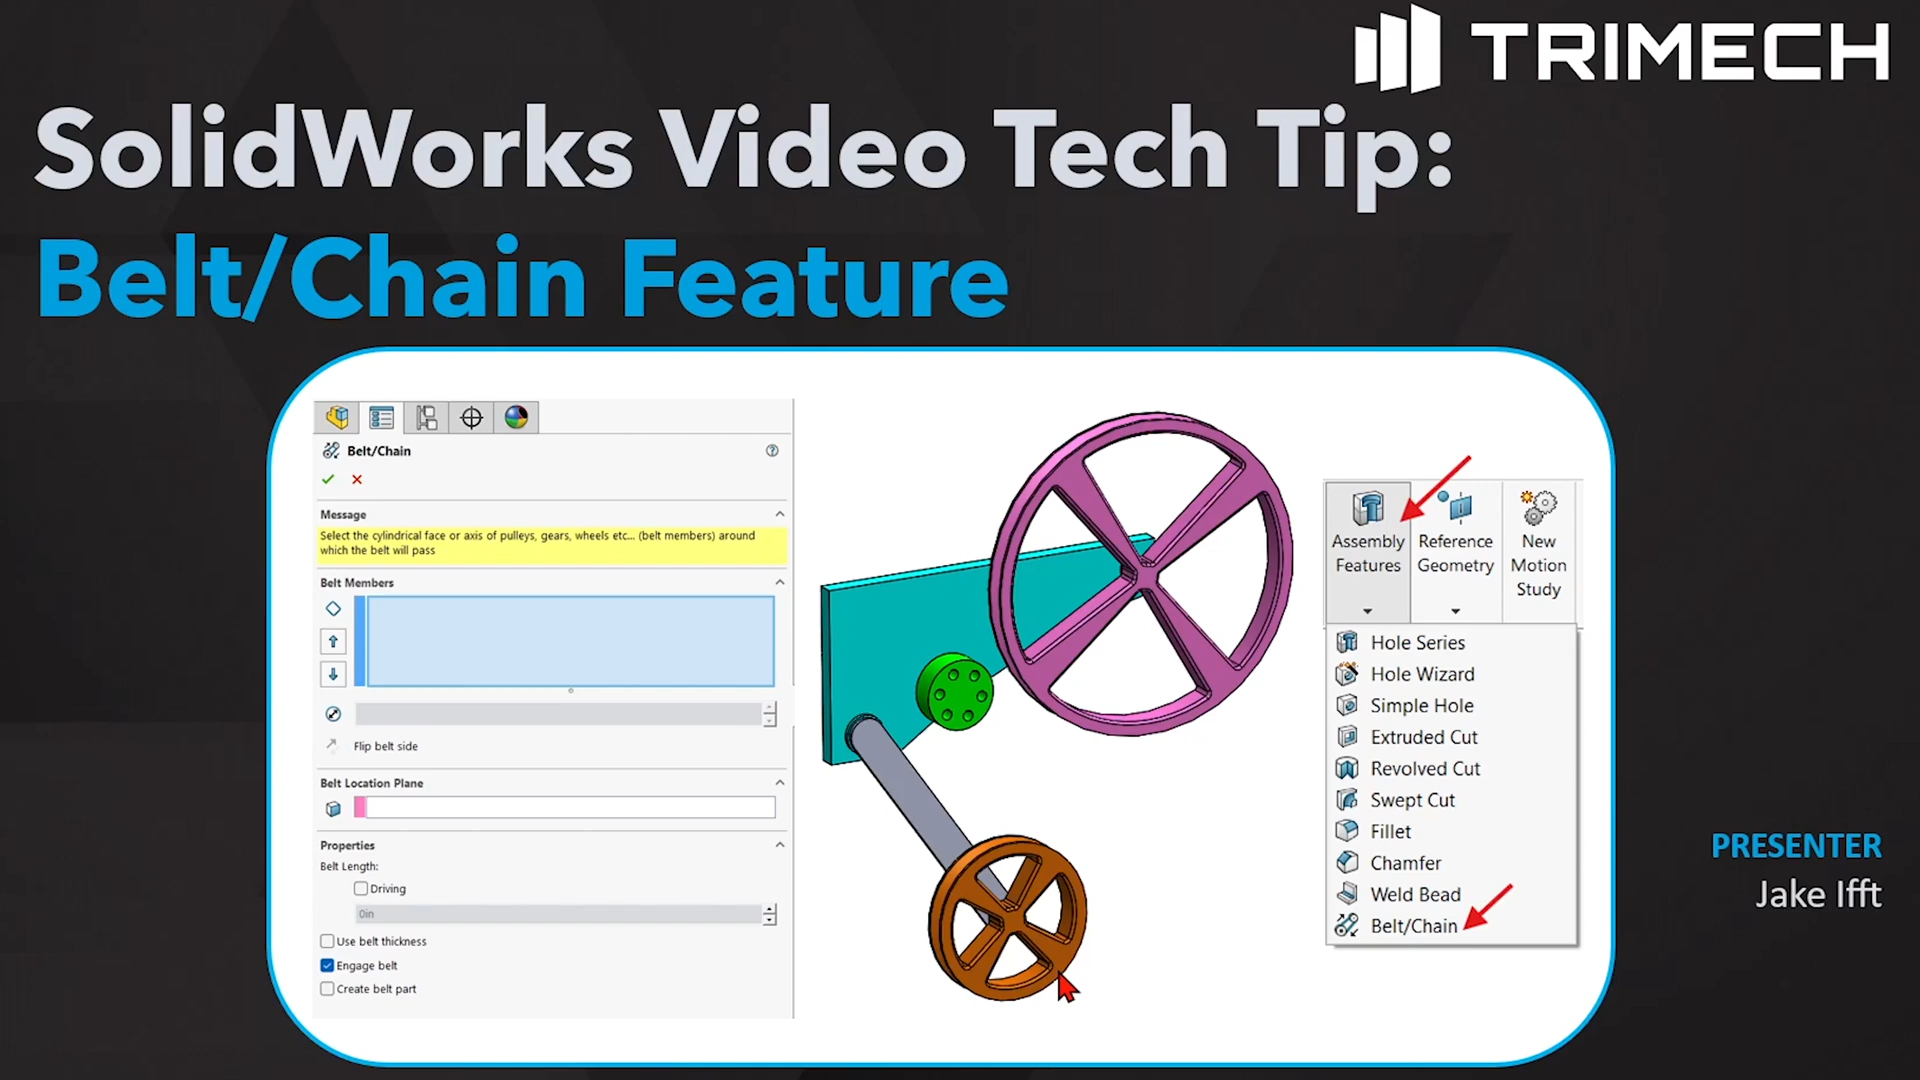 TRIMECH
SolidWorks Video Tech Tip:
Belt/Chain Feature
Belt/Chain
Message
Select the cylindrical face or axis of pulleys, gears, wheels etc... (belt members) around
which the belt will pass
Belt Members
Flip belt side
Belt Location Plane
Properties
Belt Length:
Driving
0in
Use belt thickness
Engage belt
Create belt part
Assembly
Features
Reference
Geometry
New
Motion
Study
Hole Series
Hole Wizard
Simple Hole
Extruded Cut
Revolved Cut
Swept Cut
Fillet
Chamfer
Weld Bead
Belt/Chain
PRESENTER
Jake Ifft